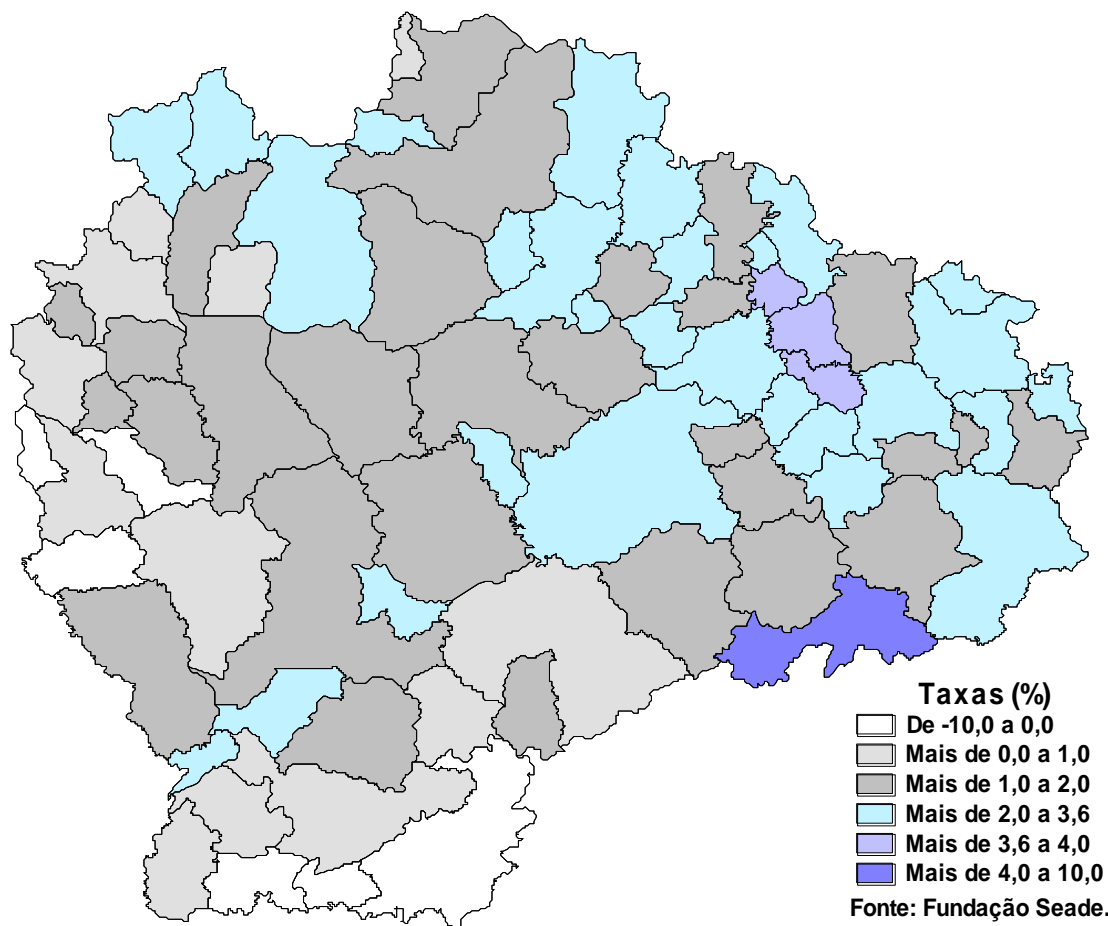 Taxas (%)
De -10,0 a 0,0
Mais de 0,0 a 1,0
Mais de 1,0 a 2,0
Mais de 2,0 a 3,6
Mais de 3,6 a 4,0
Mais de 4,0 a 10,0
Fonte: Fundação Seade.